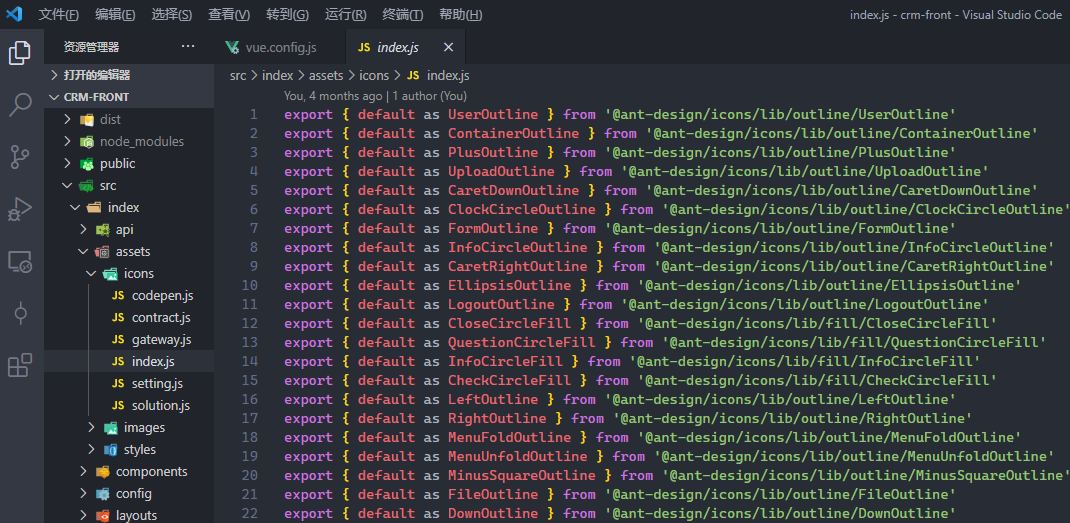 文件(F) 编辑(E) 选择(S) 查看(V) 转到(G) 运行(R) 终端(T) 帮助(H) index.js - crm-front - Visual Studio Code
资源管理器 ···
打开的编辑器
CRM-FRONT
dist
node_modules
public
src
index
api
assets
icons
JS codepen.js
JS contract.js
JS gateway.js
JS index.js
JS setting.js
JS solution.js
images
styles
components
config
layouts
vue.config.js JS index.js
src > index > assets > icons > JS index.js
You, 4 months ago | 1 author (You)
1 export { default as UserOutline } from '@ant-design/icons/lib/outline/UserOutline'
2 export { default as ContainerOutline } from '@ant-design/icons/lib/outline/ContainerOutline'
3 export { default as PlusOutline } from '@ant-design/icons/lib/outline/PlusOutline'
4 export { default as UploadOutline } from '@ant-design/icons/lib/outline/UploadOutline'
5 export { default as CaretDownOutline } from '@ant-design/icons/lib/outline/CaretDownOutline'
6 export { default as ClockCircleOutline } from '@ant-design/icons/lib/outline/ClockCircleOutline'
7 export { default as FormOutline } from '@ant-design/icons/lib/outline/FormOutline'
8 export { default as InfoCircleOutline } from '@ant-design/icons/lib/outline/InfoCircleOutline'
9 export { default as CaretRightOutline } from '@ant-design/icons/lib/outline/CaretRightOutline'
10 export { default as EllipsisOutline } from '@ant-design/icons/lib/outline/EllipsisOutline'
11 export { default as LogoutOutline } from '@ant-design/icons/lib/outline/LogoutOutline'
12 export { default as CloseCircleFill } from '@ant-design/icons/lib/fill/CloseCircleFill'
13 export { default as QuestionCircleFill } from '@ant-design/icons/lib/fill/QuestionCircleFill'
14 export { default as InfoCircleFill } from '@ant-design/icons/lib/fill/InfoCircleFill'
15 export { default as CheckCircleFill } from '@ant-design/icons/lib/fill/CheckCircleFill'
16 export { default as LeftOutline } from '@ant-design/icons/lib/outline/LeftOutline'
17 export { default as RightOutline } from '@ant-design/icons/lib/outline/RightOutline'
18 export { default as MenuFoldOutline } from '@ant-design/icons/lib/outline/MenuFoldOutline'
19 export { default as MenuUnfoldOutline } from '@ant-design/icons/lib/outline/MenuUnfoldOutline'
20 export { default as MinusSquareOutline } from '@ant-design/icons/lib/outline/MinusSquareOutline'
21 export { default as FileOutline } from '@ant-design/icons/lib/outline/FileOutline'
22 export { default as DownOutline } from '@ant-design/icons/lib/outline/DownOutline'